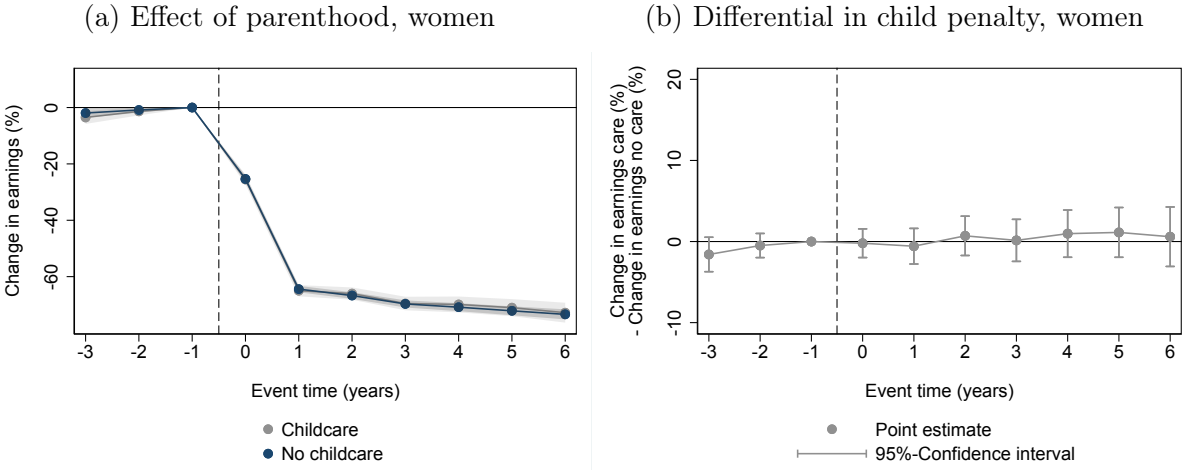 (a) Effect of parenthood, women
Change in earnings (%)
0
-20
-40
-60
-3 -2 -1 0 1 2 3 4 5 6
Event time (years)
Childcare
No childcare
(b) Differential in child penalty, women
Change in earnings care (%)
- Change in earnings no care (%)
20
10
0
-10
-3 -2 -1 0 1 2 3 4 5 6
Event time (years)
Point estimate
95%-Confidence interval